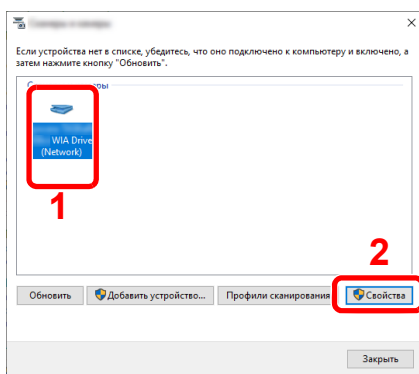 Если устройства нет в списке, убедитесь, что оно подключено к компьютеру и включено, а
затем нажмите кнопку "Обновить".
WIA Drive
(Network)
1
2
Обновить
Добавить устройство...
Профили сканирования
Свойства
Закрыть